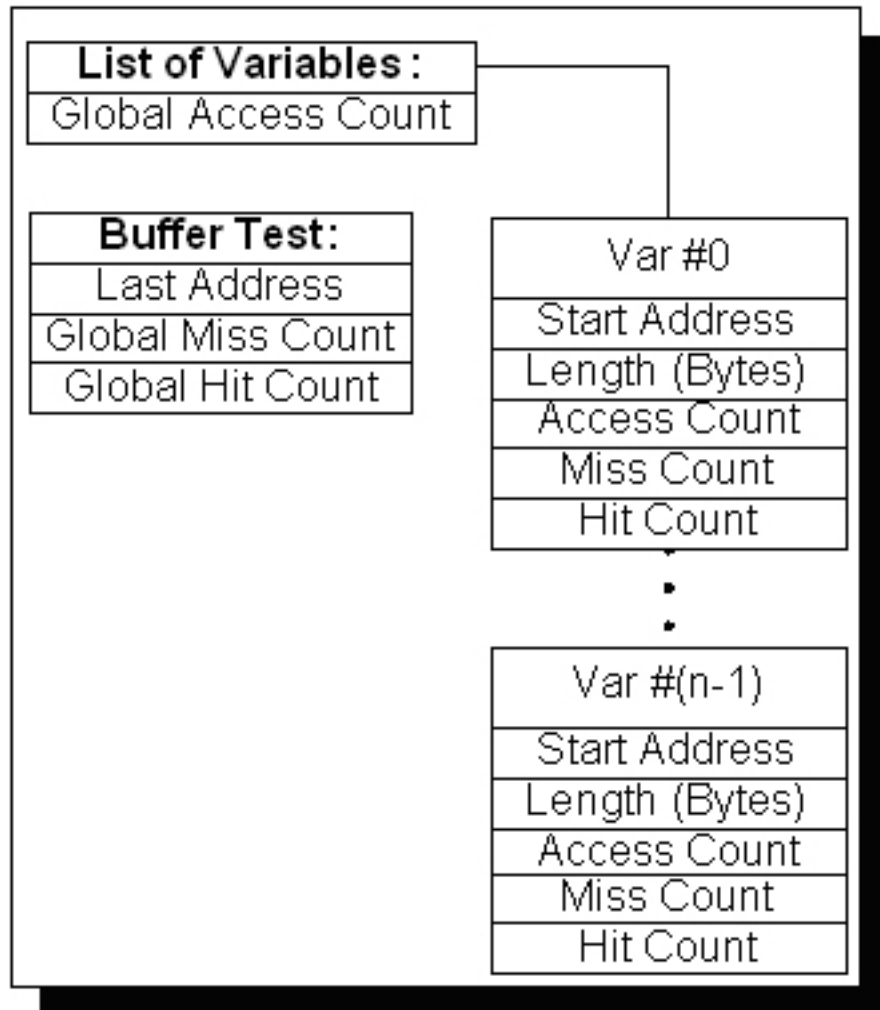 List of Variables :
Global Access Count
Buffer Test:
Last Address
Global Miss Count
Global Hit Count
Var #0
Start Address
Length (Bytes)
Access Count
Miss Count
Hit Count
Var #(n-1)
Start Address
Length (Bytes)
Access Count
Miss Count
Hit Count